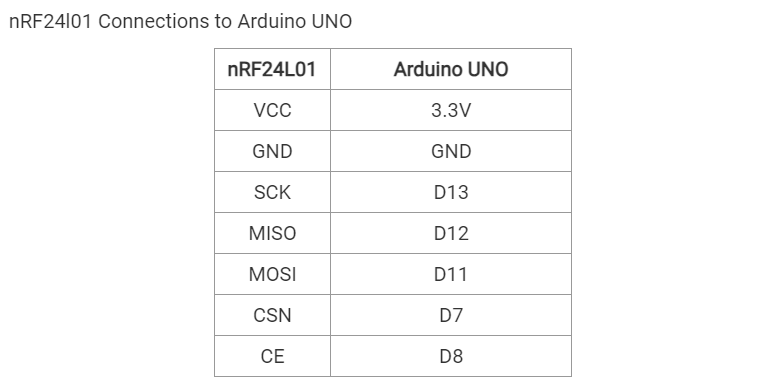 nRF24l01 Connections to Arduino UNO
nRF24L01 Arduino UNO
VCC 3.3V
GND GND
SCK D13
MISO D12
MOSI D11
CSN D7
CE D8